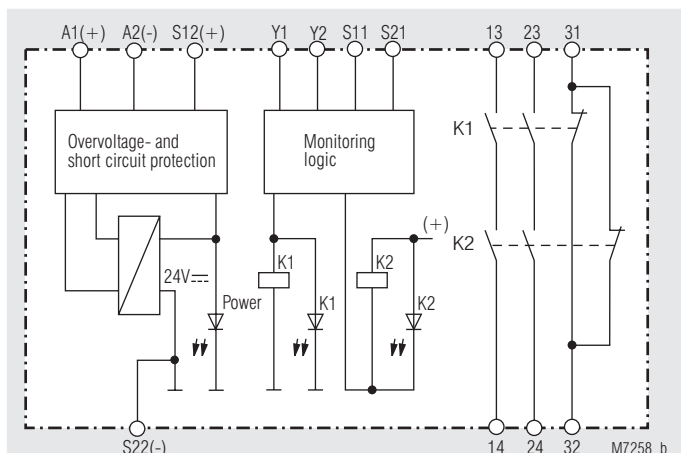 A1(+) A2(-) S12(+) Y1 Y2 S11 S21 13 23 31
Overvoltage- and
short circuit protection
Monitoring
logic
K1
(+)
K2
K1 K2
24V
Power K1 K2
S22(-) 14 24 32 M7258_b